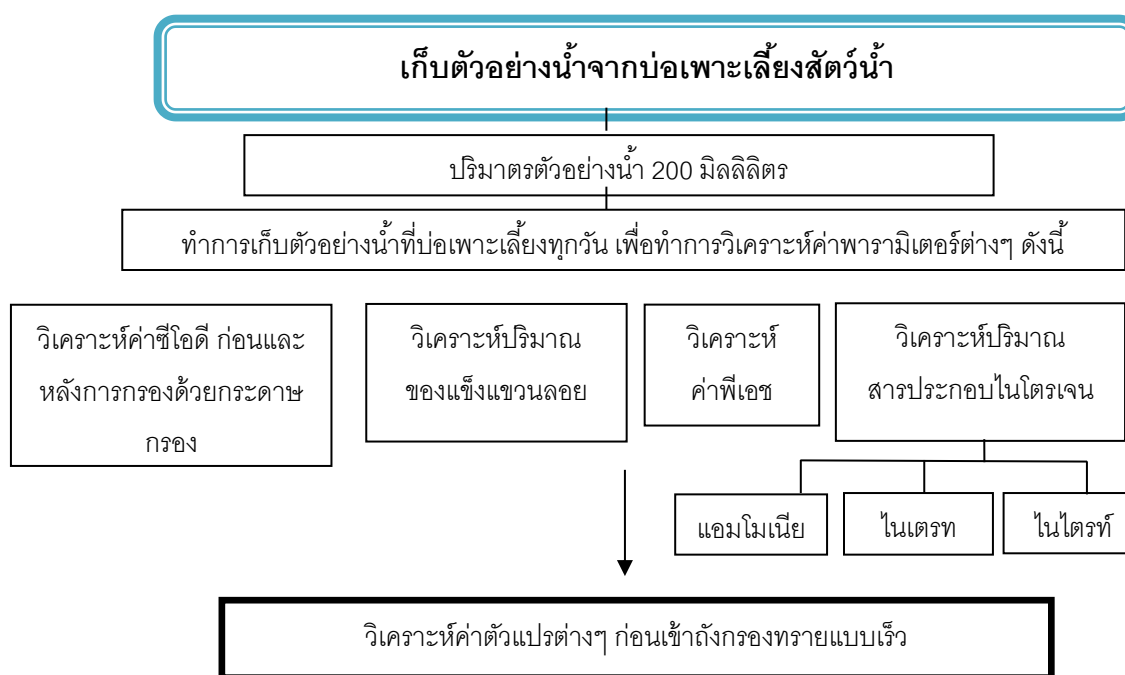 เก็บตัวอย่างน้ำจากบ่อเพาะเลี้ยงสัตว์น้ำ
ปริมาตรตัวอย่างน้ำ 200 มิลลิลิตร
ทำการเก็บตัวอย่างน้ำที่บ่อเพาะเลี้ยงทุกวัน เพื่อทำการวิเคราะห์ค่าพารามิเตอร์ต่างๆ ดังนี้
วิเคราะห์ค่าซีโอดี ก่อนและ
หลังการกรองด้วยกระดาษ
กรอง
วิเคราะห์ปริมาณ
ของแข็งแขวนลอย
วิเคราะห์
ค่าพีเอช
วิเคราะห์ปริมาณ
สารประกอบไนโตรเจน
แอมโมเนีย
ไนเตรท
ไนไตรท์
วิเคราะห์ค่าตัวแปรต่างๆ ก่อนเข้าถังกรองทรายแบบเร็ว